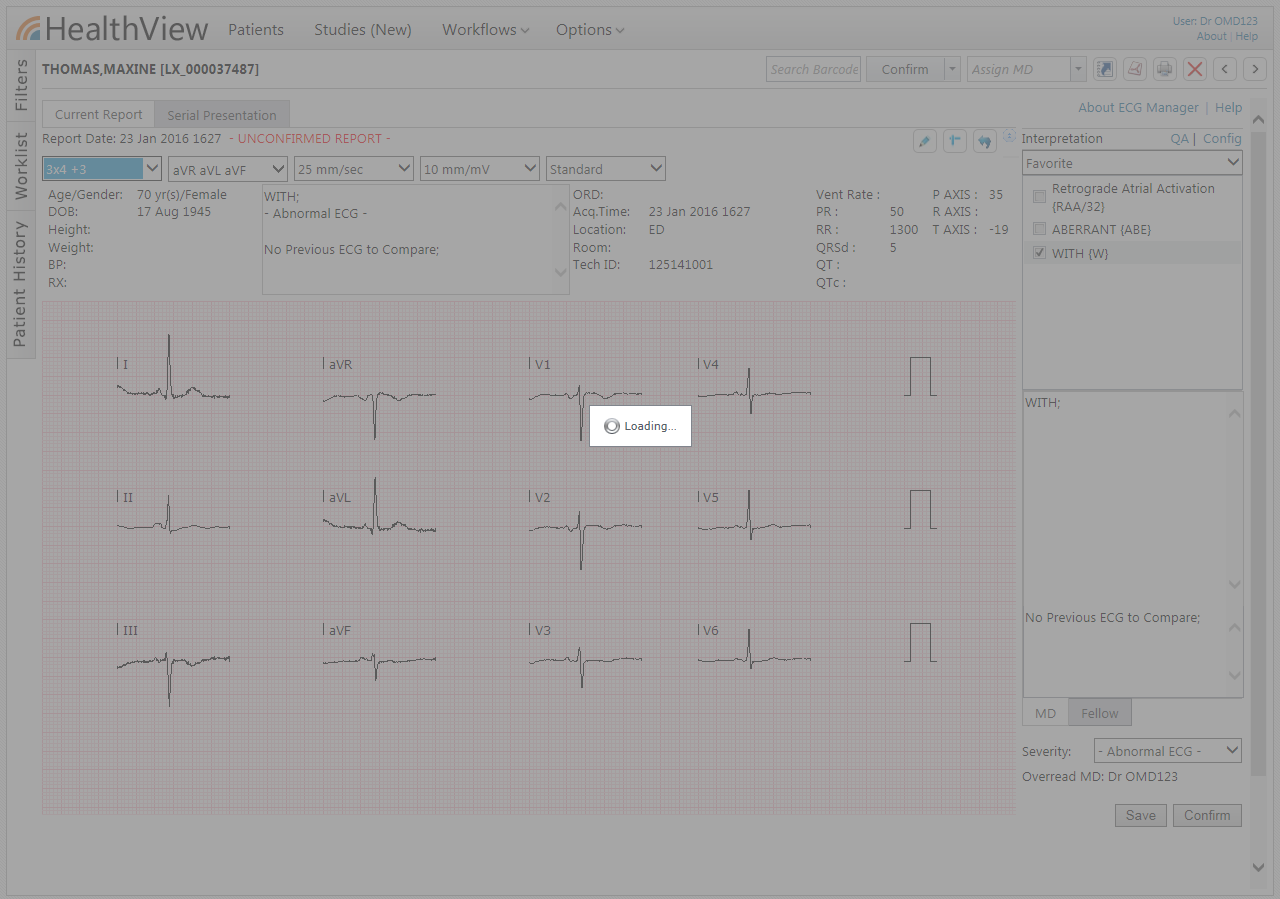 HealthView
Patients
Studies (New)
Workflows
Options
User: Dr OMD123
About | Help
Filters
Worklist
Patient History
THOMAS,MAXINE [LX_000037487]
Search Barcode
Confirm
Assign MD
Current Report
Serial Presentation
About ECG Manager | Help
Report Date: 23 Jan 2016 1627 - UNCONFIRMED REPORT -
Interpretation
QA | Config
3x4 +3
aVR aVL aVF
25 mm/sec
10 mm/mV
Standard
Favorite
Age/Gender: 70 yr(s)/Female
DOB: 17 Aug 1945
Height:
Weight:
BP:
RX:
WITH;
- Abnormal ECG -
No Previous ECG to Compare;
ORD:
Acq.Time: 23 Jan 2016 1627
Location: ED
Room:
Tech ID: 125141001
Vent Rate : P AXIS : 35
PR : 50 R AXIS :
RR : 1300 T AXIS : -19
QRSd : 5
QT :
QTc :
Retrograde Atrial Activation
{RAA/32}
ABERRANT {ABE}
WITH {W}
I
aVR
V1
V4
Loading...
II
aVL
V2
V5
III
aVF
V3
V6
WITH;
No Previous ECG to Compare;
MD
Fellow
Severity: - Abnormal ECG -
Overread MD: Dr OMD123
Save
Confirm